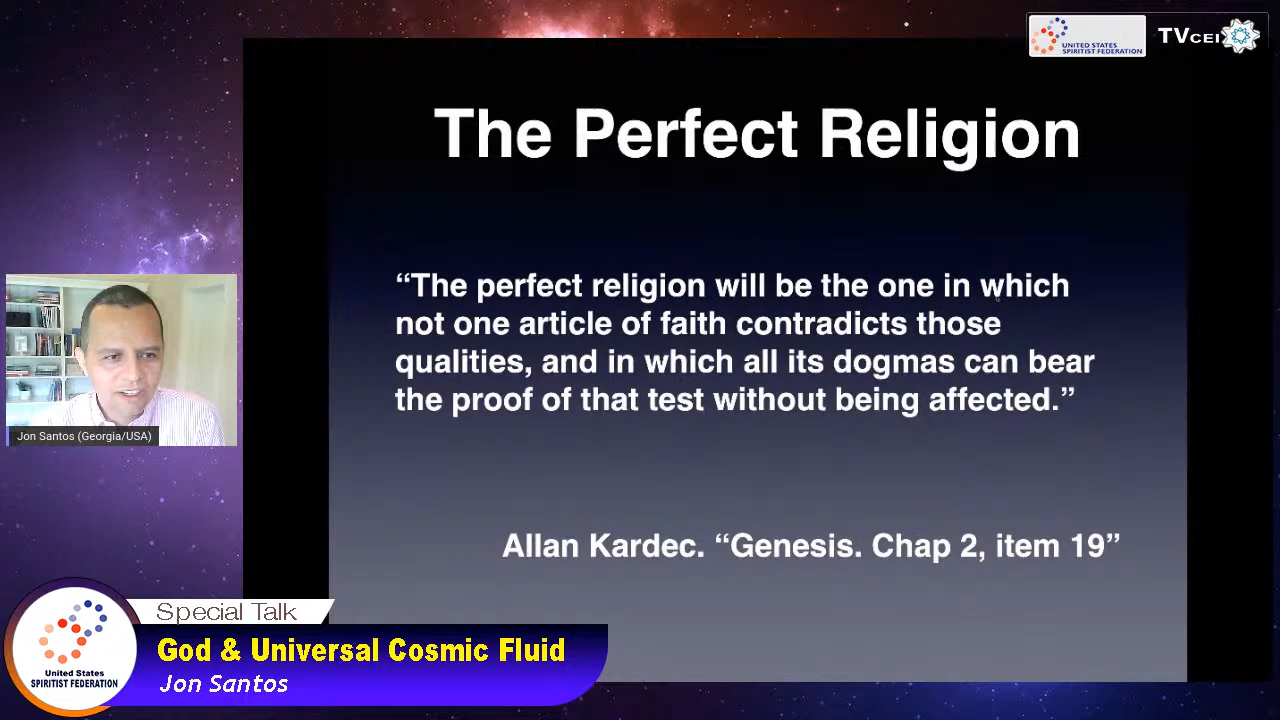 UNITED STATES
SPIRITIST FEDERATION
TVCEI
The Perfect Religion
“The perfect religion will be the one in which
not one article of faith contradicts those
qualities, and in which all its dogmas can bear
the proof of that test without being affected.”
Allan Kardec. “Genesis. Chap 2, item 19”
Jon Santos (Georgia/USA)
Special Talk
God & Universal Cosmic Fluid
Jon Santos
United States
SPIRITIST FEDERATION